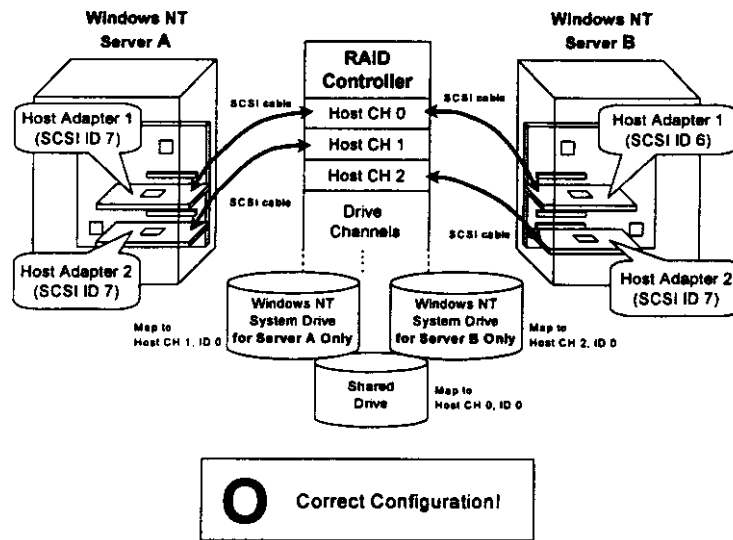 Windows NT
Server A
Windows NT
Server B
RAID
Controller
Host CH 0
Host CH 1
Host CH 2
Drive
Channels
SCSI cable
SCSI cable
SCSI cable
SCSI cable
Host Adapter 1
(SCSI ID 7)
Host Adapter 2
(SCSI ID 7)
Host Adapter 1
(SCSI ID 6)
Host Adapter 2
(SCSI ID 7)
Windows NT
System Drive
for Server A Only
Map to
Host CH 1, ID 0
Windows NT
System Drive
for Server B Only
Map to
Host CH 2, ID 0
Shared
Drive
Map to
Host CH 0, ID 0
O Correct Configuration!